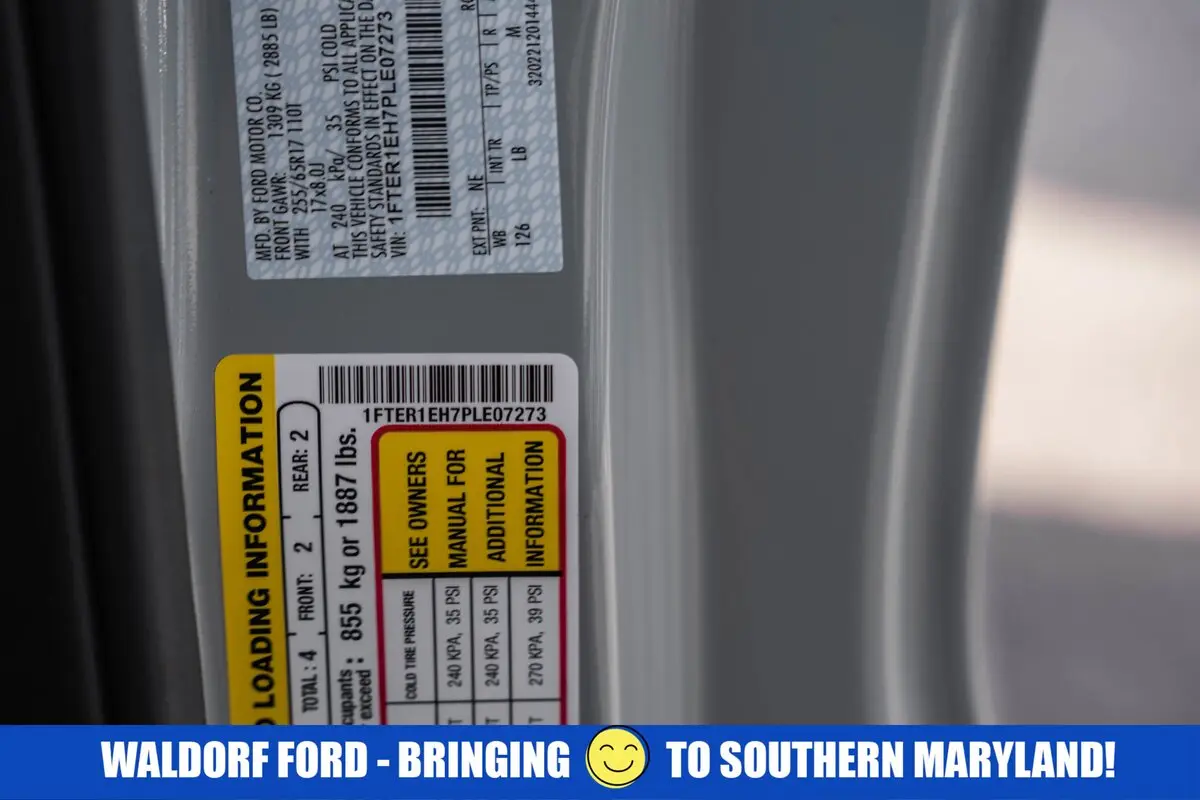 MFD. BY FORD MOTOR CO.
FRONT GAWR: 1309 KG ( 2885 LB)
WITH 255/65R17 110T
17x8.0J
AT 240 kPa/ 35 PSI COLD
THIS VEHICLE CONFORMS TO ALL
SAFETY STANDARDS IN EFFECT ON THE
VIN: 1FTER1EH7PLE07273
EXT PNT: NE
WB INT TR TP/PS R
126 LB M
320221201444
1FTER1EH7PLE07273
LOADING INFORMATION
TOTAL : 4 FRONT: 2 REAR: 2
855 kg or 1887 lbs.
exceed :
COLD TIRE PRESSURE
240 KPA, 35 PSI
240 KPA, 35 PSI
270 KPA, 39 PSI
SEE OWNERS
MANUAL FOR
ADDITIONAL
INFORMATION
WALDORF FORD - BRINGING TO SOUTHERN MARYLAND!